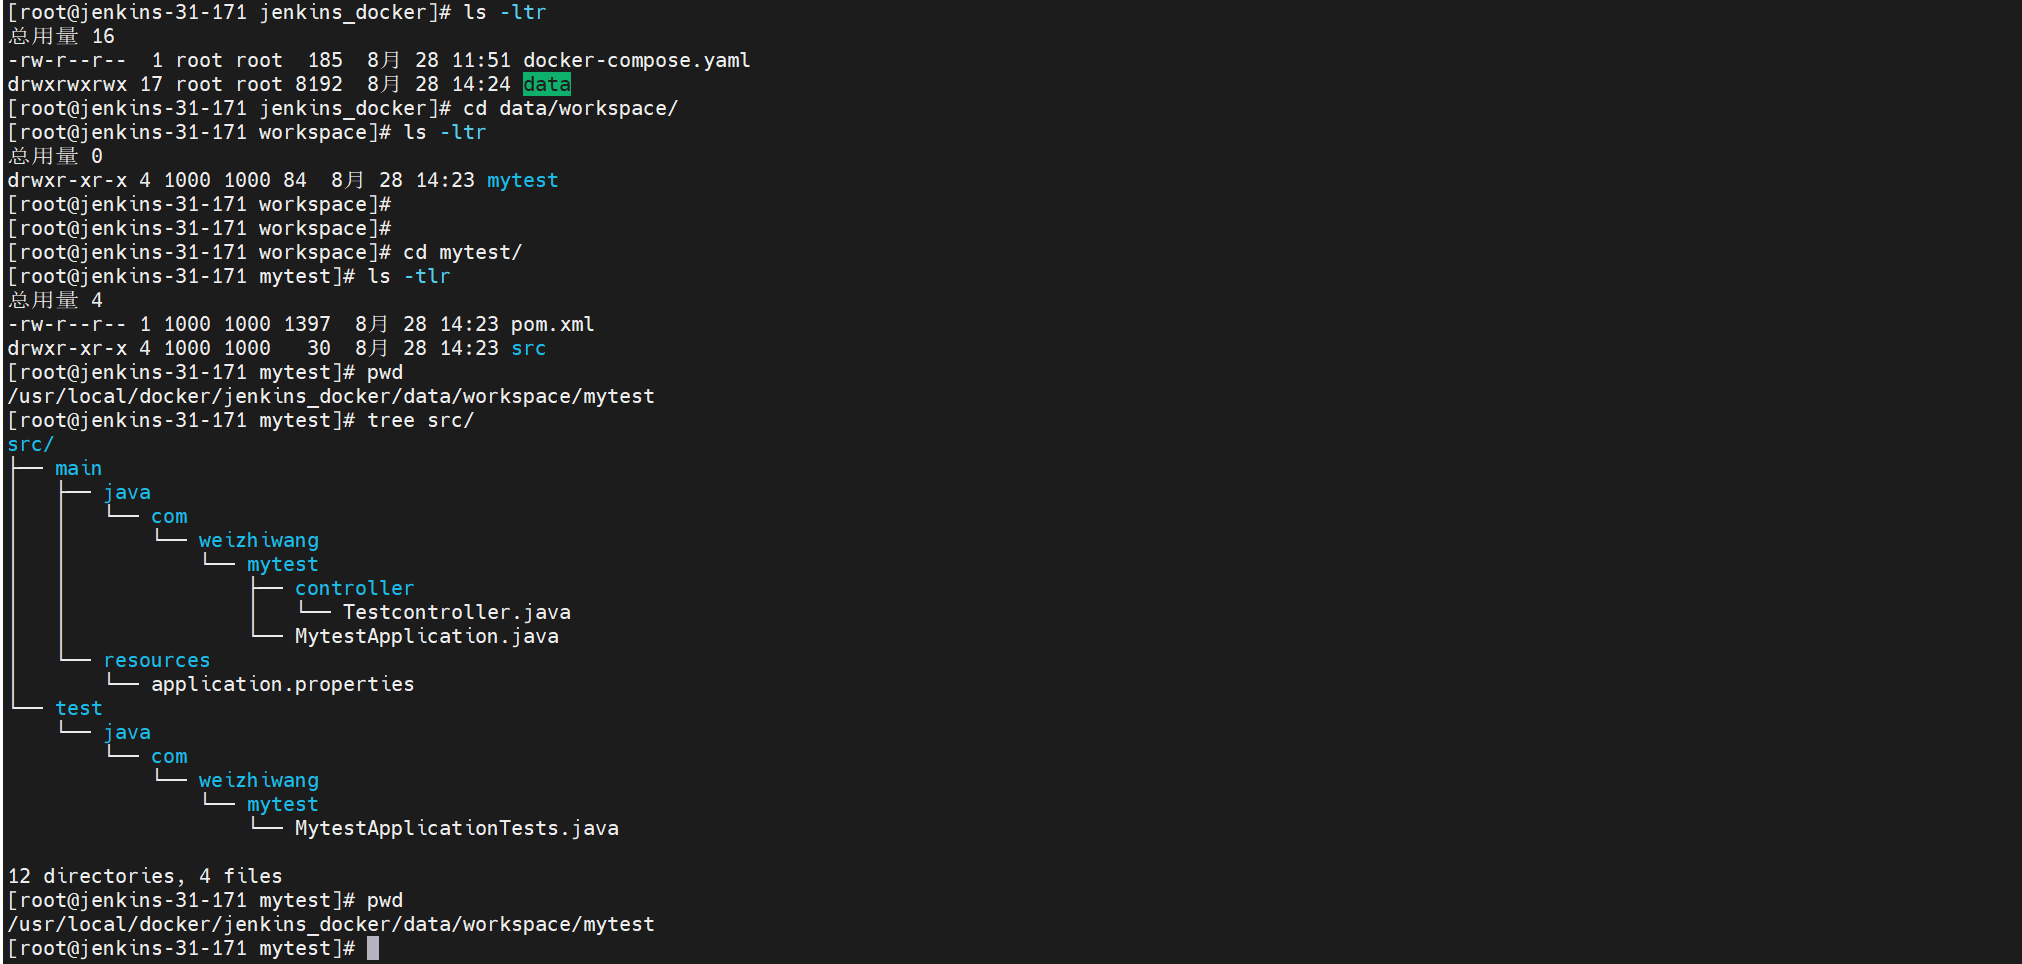 [root@jenkins-31-171 jenkins_docker]# ls -ltr
总用量 16
-rw-r--r--  1 root root  185  8月 28 11:51 docker-compose.yaml
drwxrwxrwx 17 root root 8192  8月 28 14:24 data
[root@jenkins-31-171 jenkins_docker]# cd data/workspace/
[root@jenkins-31-171 workspace]# ls -ltr
总用量 0
drwxr-xr-x 4 1000 1000 84  8月 28 14:23 mytest
[root@jenkins-31-171 workspace]#
[root@jenkins-31-171 workspace]#
[root@jenkins-31-171 workspace]# cd mytest/
[root@jenkins-31-171 mytest]# ls -tlr
总用量 4
-rw-r--r-- 1 1000 1000 1397  8月 28 14:23 pom.xml
drwxr-xr-x 4 1000 1000   30  8月 28 14:23 src
[root@jenkins-31-171 mytest]# pwd
/usr/local/docker/jenkins_docker/data/workspace/mytest
[root@jenkins-31-171 mytest]# tree src/
src/
├── main
│   ├── java
│   │   └── com
│   │       └── weizhiwang
│   │           └── mytest
│   │               ├── controller
│   │               │   └── Testcontroller.java
│   │               └── MytestApplication.java
│   └── resources
│       └── application.properties
└── test
    └── java
        └── com
            └── weizhiwang
                └── mytest
                    └── MytestApplicationTests.java

12 directories, 4 files
[root@jenkins-31-171 mytest]# pwd
/usr/local/docker/jenkins_docker/data/workspace/mytest
[root@jenkins-31-171 mytest]#